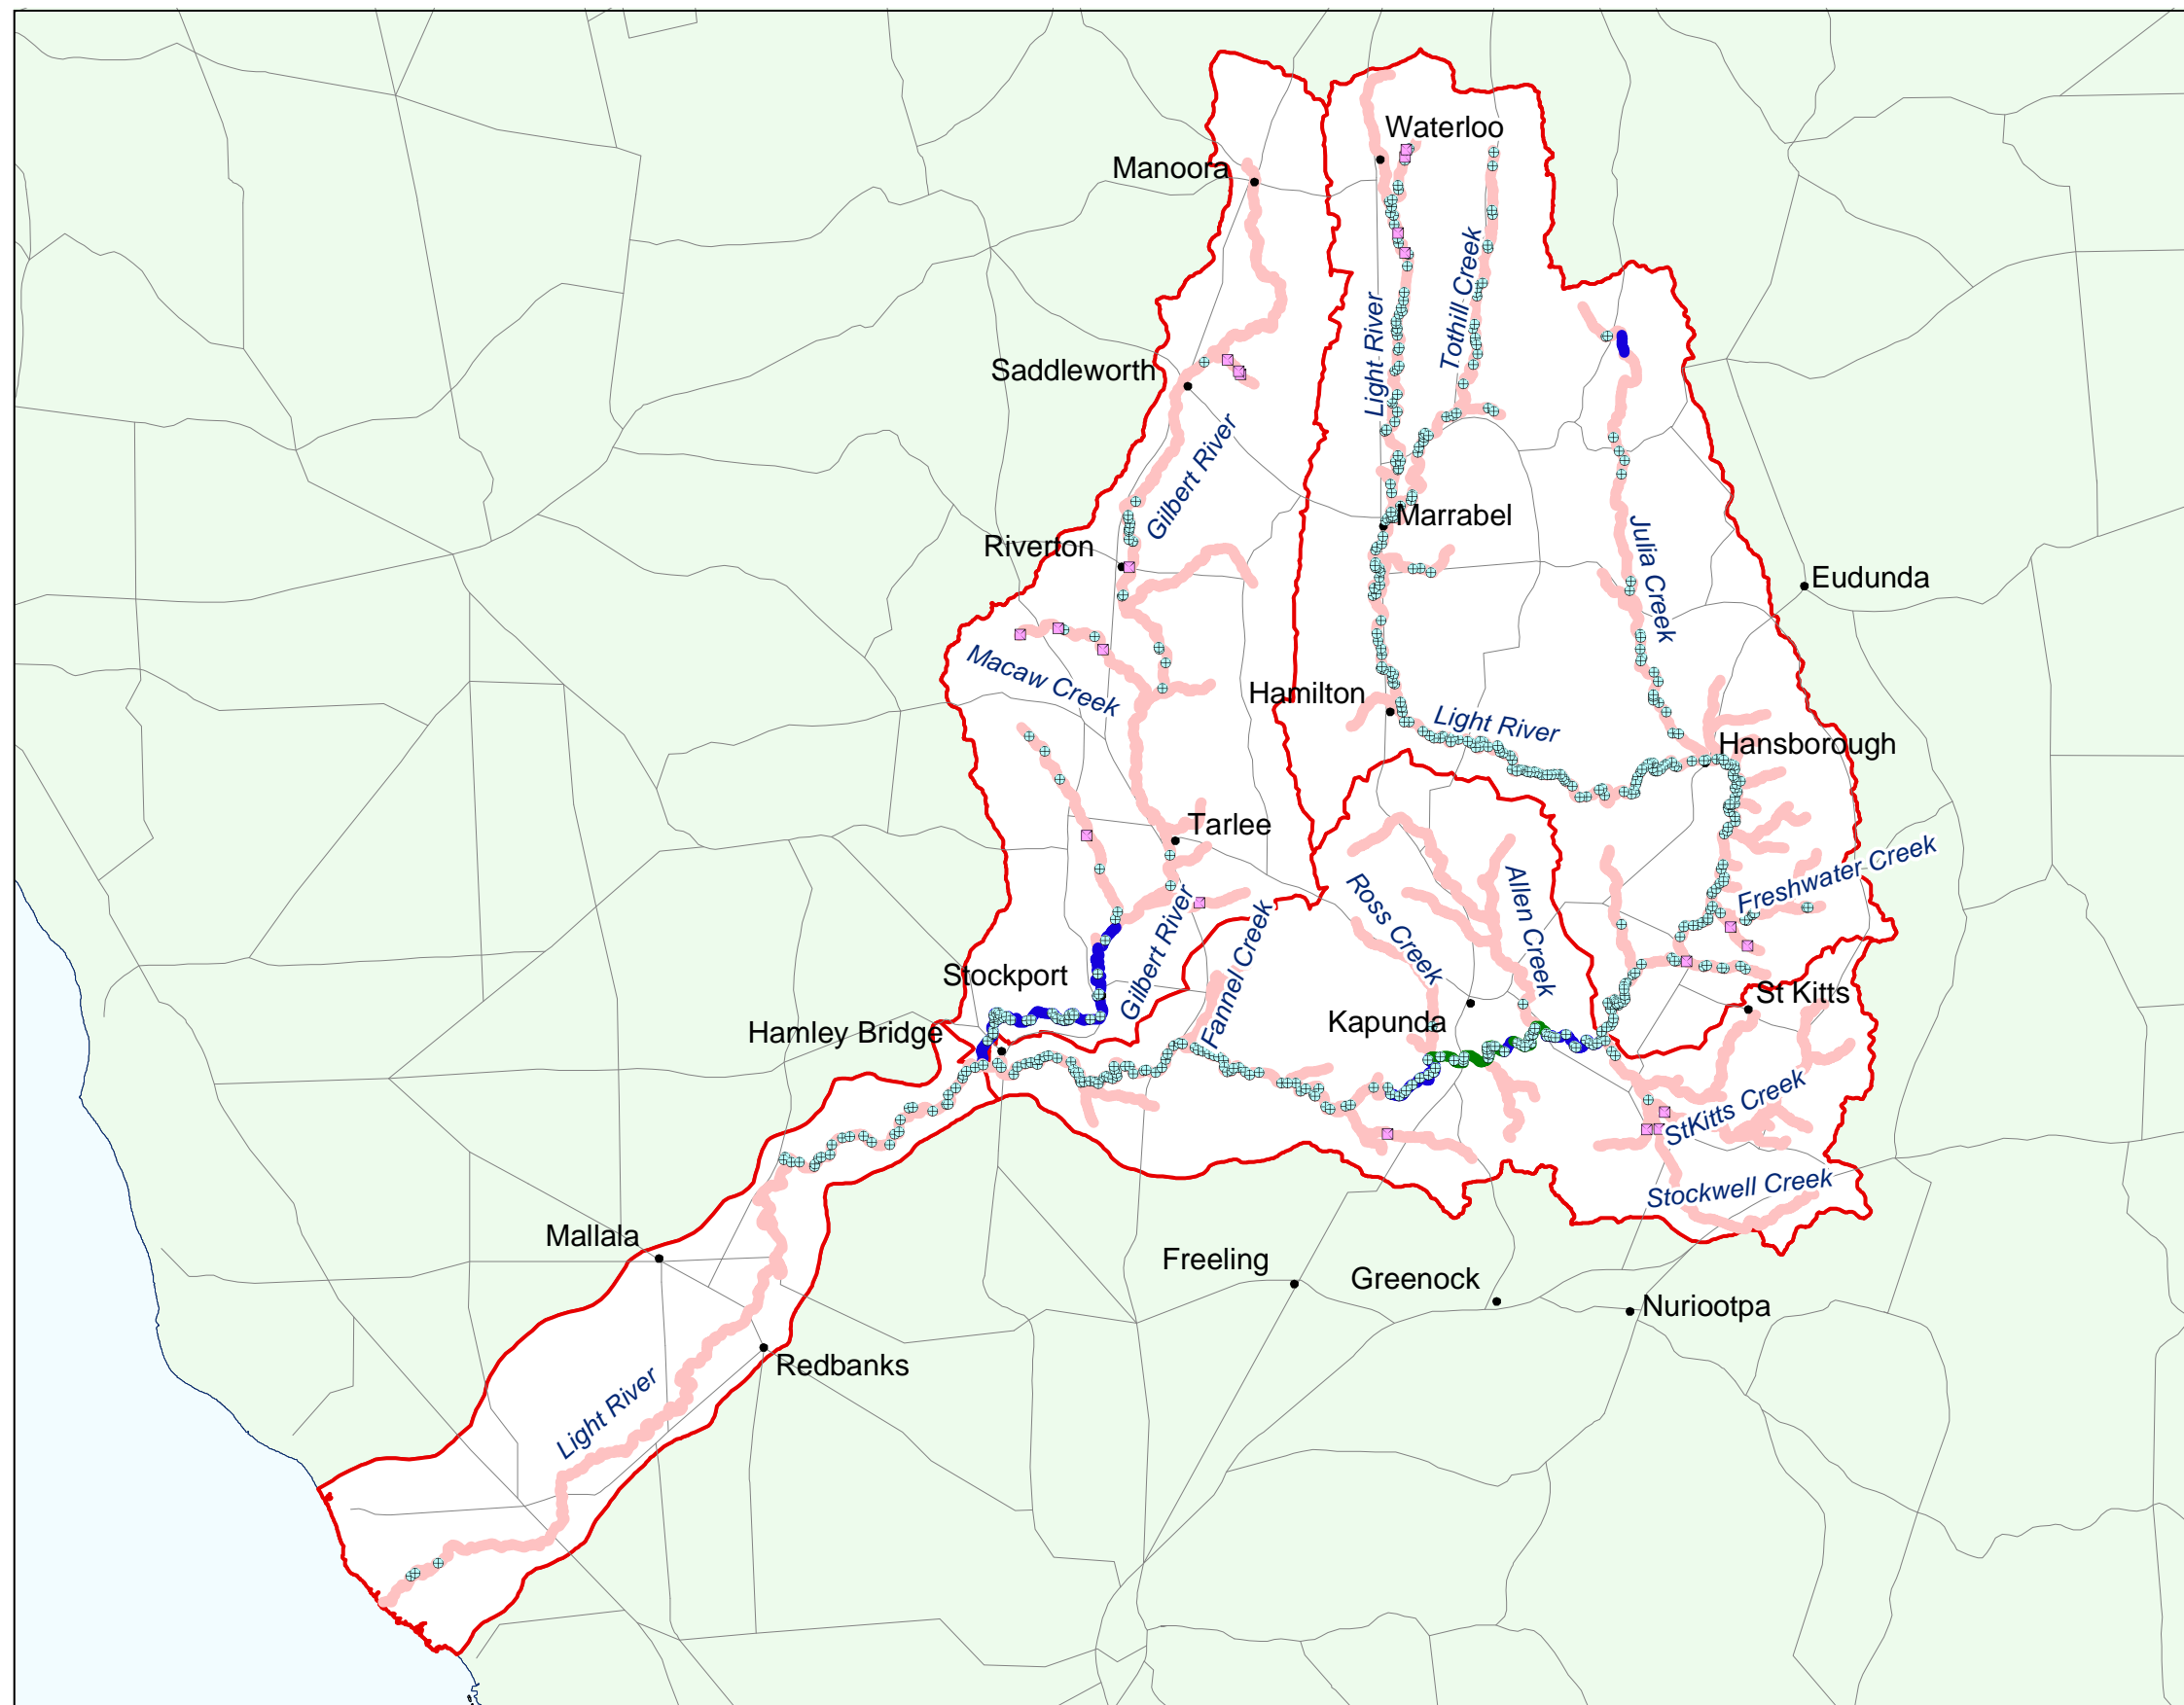 Waterloo
Manoora
Light River
Tothill Creek
Saddleworth
Gilbert River
Marrabel
Riverton
Julia Creek
Eudunda
Macaw Creek
Hamilton
Light River
Hansborough
Tarlee
Freshwater Creek
Ross Creek
Allen Creek
Gilbert River
Fannel Creek
Stockport
St Kitts
Kapunda
Hamley Bridge
StKitts Creek
Stockwell Creek
Mallala
Freeling
Greenock
Nuriootpa
Redbanks
Light River